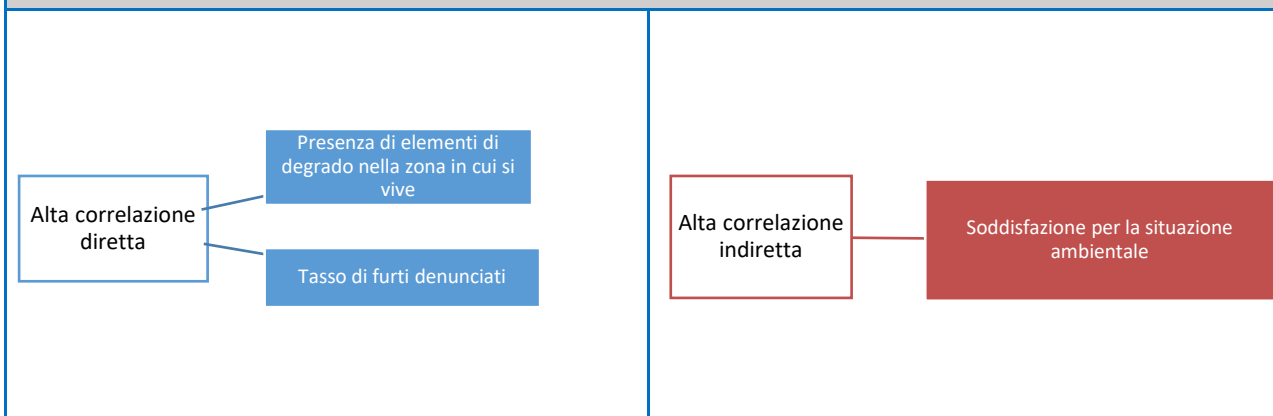 Alta correlazione
diretta
Presenza di elementi di
degrado nella zona in cui si
vive
Tasso di furti denunciati
Alta correlazione
indiretta
Soddisfazione per la situazione
ambientale